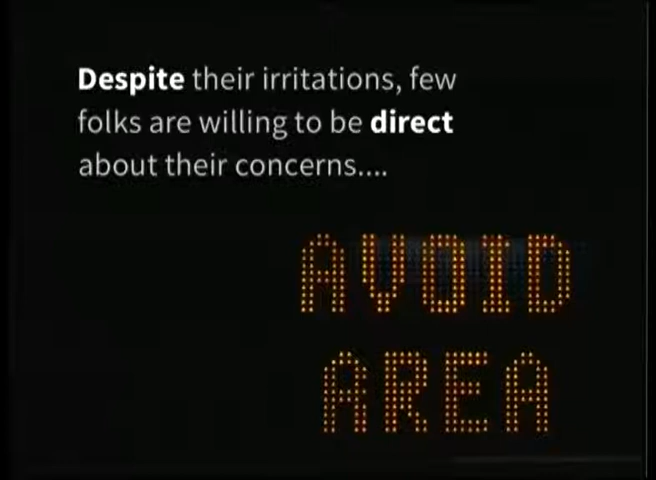 Despite their irritations, few
folks are willing to be direct
about their concerns....
AVOID
AREA